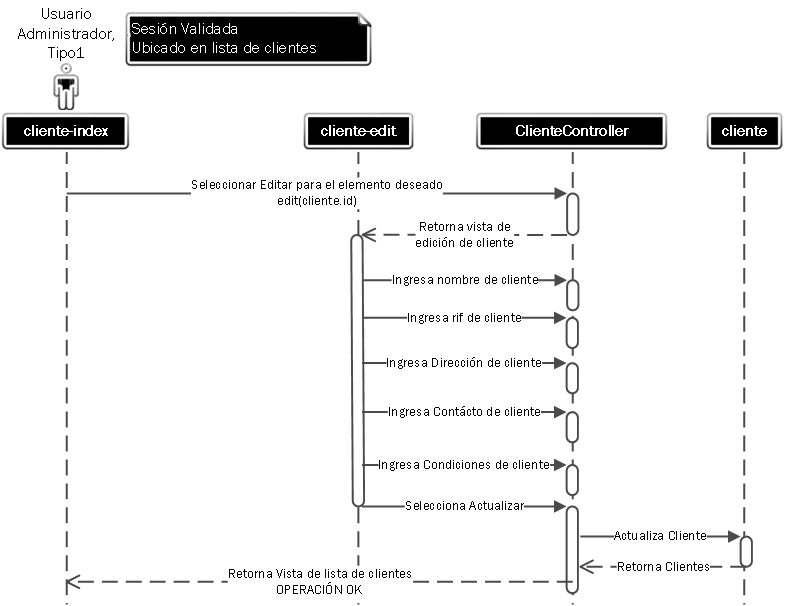 Usuario
Administrador,
Tipo1
Sesión Validada
Ubicado en lista de clientes
cliente-index
cliente-edit
ClienteController
cliente
Seleccionar Editar para el elemento deseado
edit(cliente.id)
Retorna vista de
edición de cliente
Ingresa nombre de cliente
Ingresa rif de cliente
Ingresa Dirección de cliente
Ingresa Contácto de cliente
Ingresa Condiciones de cliente
Selecciona Actualizar
Actualiza Cliente
Retorna Clientes
Retorna Vista de lista de clientes
OPERACIÓN OK